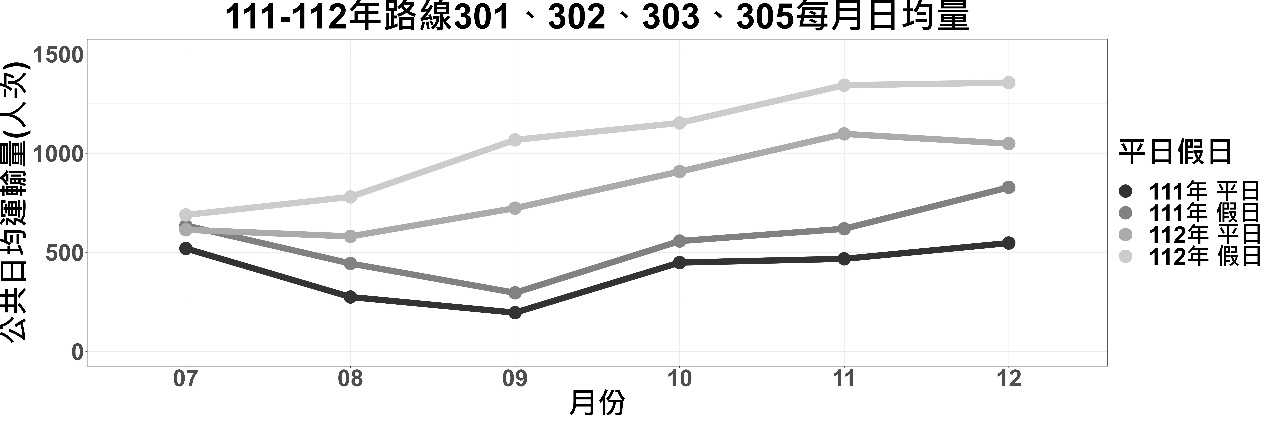 111-112年路線301、302、303、305每月日均量
公共日均運輸量(人次)
1500
1000
500
0
07 08 09 10 11 12
月份
平日假日
111年 平日
111年 假日
112年 平日
112年 假日